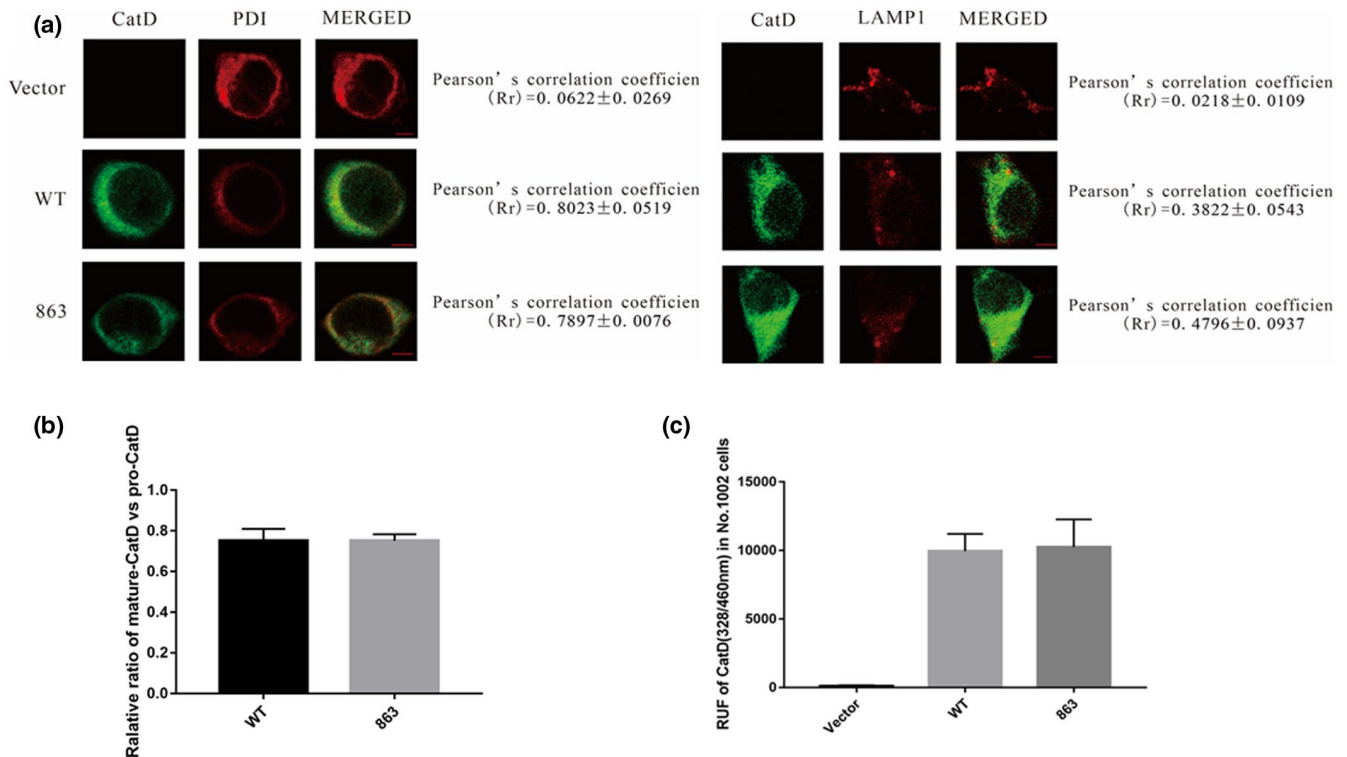 (a)
CatD PDI MERGED
Vector
Pearson’s correlation coefficien
(Rr)=0.0622±0.0269
WT
Pearson’s correlation coefficien
(Rr)=0.8023±0.0519
863
Pearson’s correlation coefficien
(Rr)=0.7897±0.0076
CatD LAMP1 MERGED
Pearson’s correlation coefficien
(Rr)=0.0218±0.0109
Pearson’s correlation coefficien
(Rr)=0.3822±0.0543
Pearson’s correlation coefficien
(Rr)=0.4796±0.0937
(b)
Ralative ratio of mature-CatD vs pro-CatD
1.0
0.8
0.6
0.4
0.2
0.0
WT 863
(c)
RUF of CatD(328/460nm) in No.1002 cells
15000
10000
5000
0
Vector WT 863